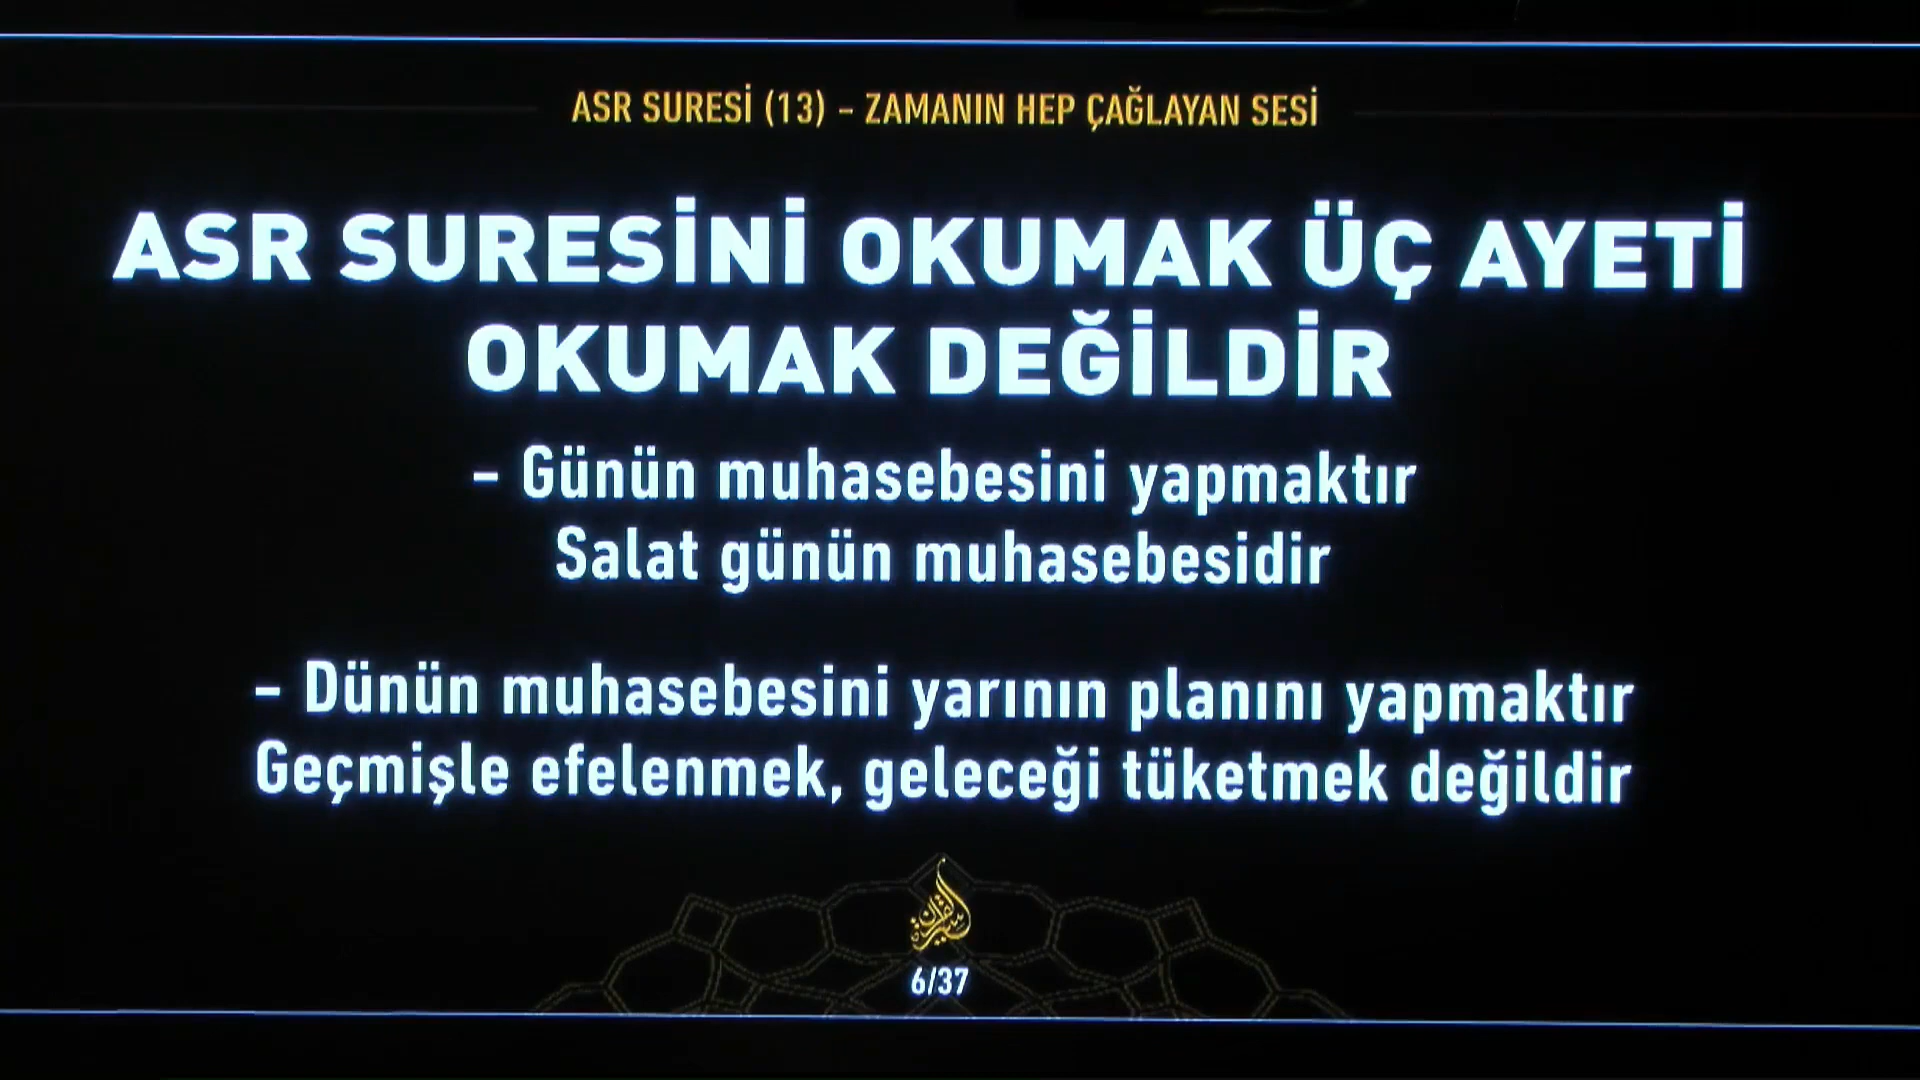 ASR SURESİ (13) – ZAMANIN HEP ÇAĞLAYAN SESİ
ASR SURESİNİ OKUMAK ÜÇ AYETİ
OKUMAK DEĞİLDİR
– Günün muhasebesini yapmaktır
Salat günün muhasebesidir
– Dünün muhasebesini yarının planını yapmaktır
Geçmişle efelenmek, geleceği tüketmek değildir
6/37